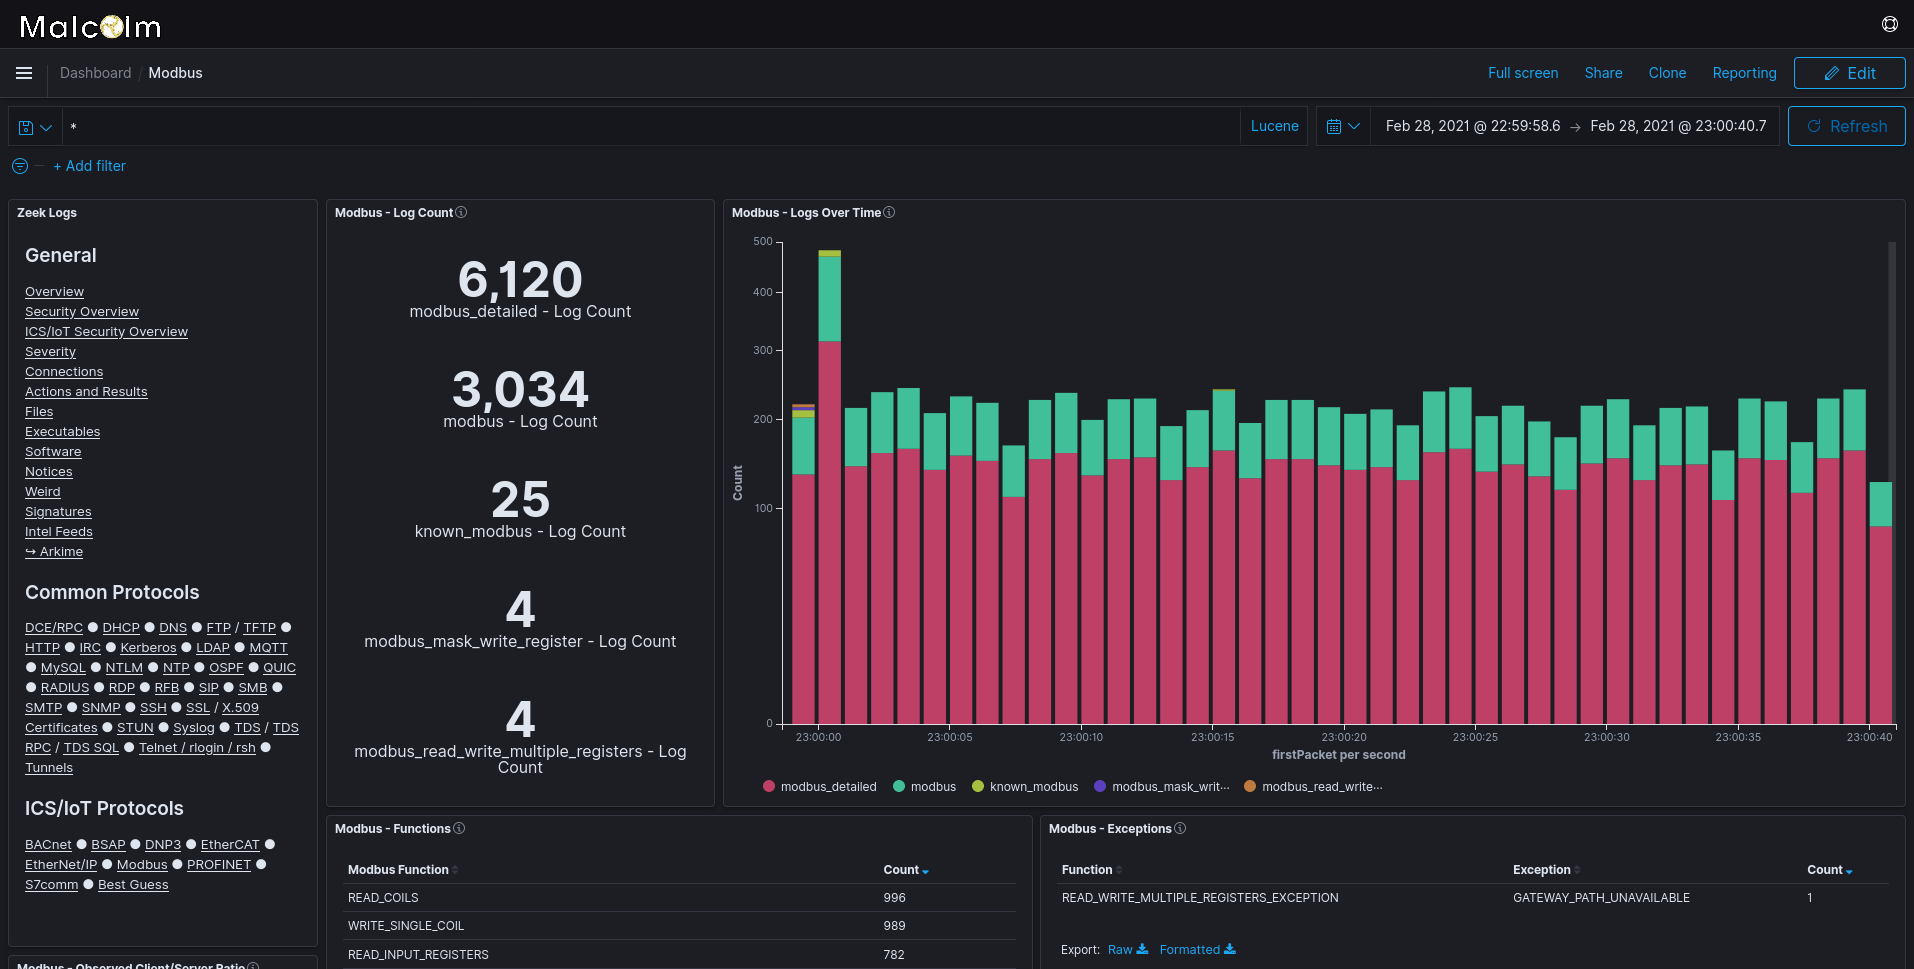 Malcolm
Dashboard / Modbus
Full screen Share Clone Reporting Edit
* Lucene Feb 28, 2021 @ 22:59:58.6 → Feb 28, 2021 @ 23:00:40.7 Refresh
+ Add filter
Zeek Logs
General
Overview
Security Overview
ICS/IoT Security Overview
Severity
Connections
Actions and Results
Files
Executables
Software
Notices
Weird
Signatures
Intel Feeds
↪ Arkime
Common Protocols
DCE/RPC ● DHCP ● DNS ● FTP / TFTP ●
HTTP ● IRC ● Kerberos ● LDAP ● MQTT
● MySQL ● NTLM ● NTP ● OSPF ● QUIC
● RADIUS ● RDP ● RFB ● SIP ● SMB ●
SMTP ● SNMP ● SSH ● SSL / X.509
Certificates ● STUN ● Syslog ● TDS / TDS
RPC / TDS SQL ● Telnet / rlogin / rsh ●
Tunnels
ICS/IoT Protocols
BACnet ● BSAP ● DNP3 ● EtherCAT ●
EtherNet/IP ● Modbus ● PROFINET ●
S7comm ● Best Guess
Modbus - Observed Client/Server Ratio
Modbus - Log Count
6,120
modbus_detailed - Log Count
3,034
modbus - Log Count
25
known_modbus - Log Count
4
modbus_mask_write_register - Log Count
4
modbus_read_write_multiple_registers - Log
Count
Modbus - Logs Over Time
500
400
300
200
100
0
Count
23:00:00 23:00:05 23:00:10 23:00:15 23:00:20 23:00:25 23:00:30 23:00:35 23:00:40
firstPacket per second
modbus_detailed modbus known_modbus modbus_mask_writ… modbus_read_write…
Modbus - Functions
Modbus Function Count
READ_COILS 996
WRITE_SINGLE_COIL 989
READ_INPUT_REGISTERS 782
Modbus - Exceptions
Function Exception Count
READ_WRITE_MULTIPLE_REGISTERS_EXCEPTION GATEWAY_PATH_UNAVAILABLE 1
Export: Raw Formatted